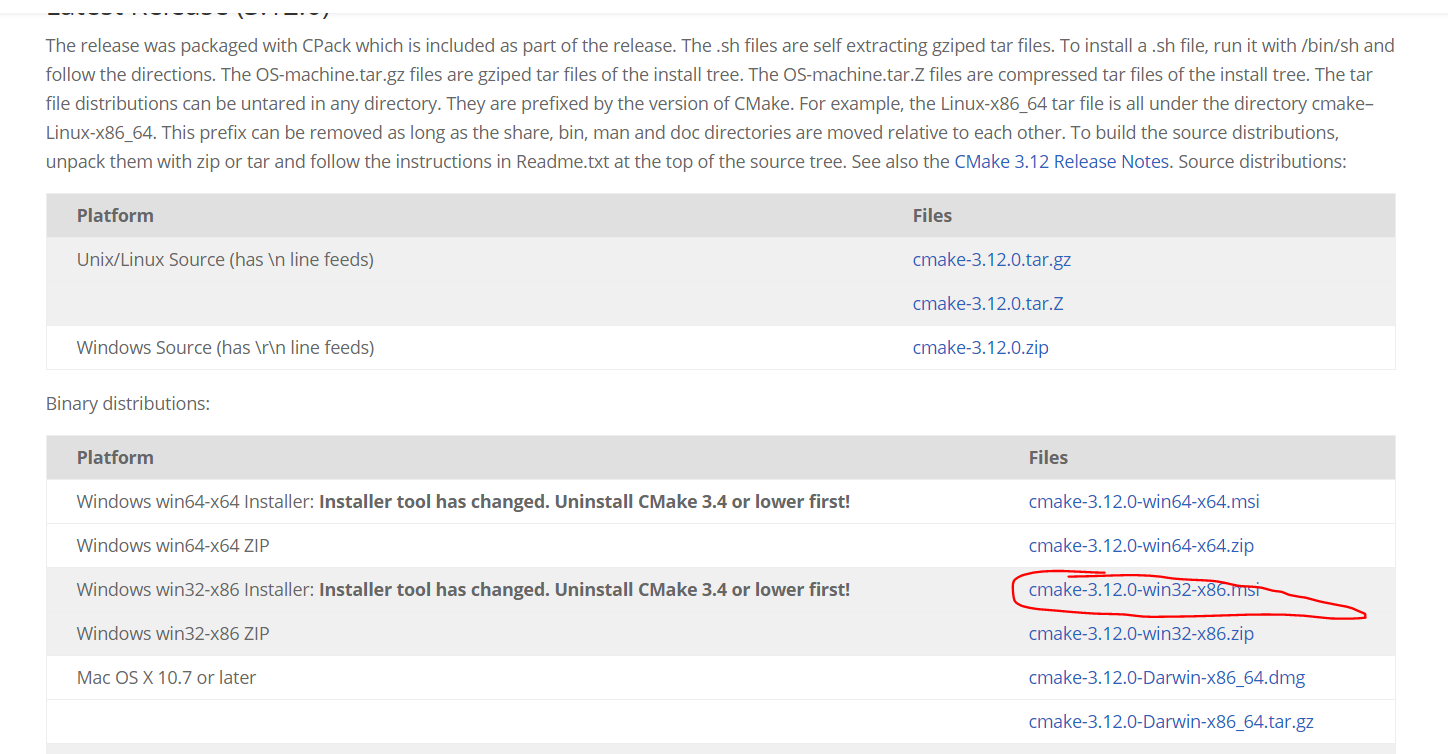 Latest Release (3.12.0)
The release was packaged with CPack which is included as part of the release. The .sh files are self extracting gziped tar files. To install a .sh file, run it with /bin/sh and
follow the directions. The OS-machine.tar.gz files are gziped tar files of the install tree. The OS-machine.tar.Z files are compressed tar files of the install tree. The tar
file distributions can be untared in any directory. They are prefixed by the version of CMake. For example, the Linux-x86_64 tar file is all under the directory cmake–
Linux-x86_64. This prefix can be removed as long as the share, bin, man and doc directories are moved relative to each other. To build the source distributions,
unpack them with zip or tar and follow the instructions in Readme.txt at the top of the source tree. See also the CMake 3.12 Release Notes. Source distributions:
Platform Files
Unix/Linux Source (has \n line feeds) cmake-3.12.0.tar.gz
cmake-3.12.0.tar.Z
Windows Source (has \r\n line feeds) cmake-3.12.0.zip
Binary distributions:
Platform Files
Windows win64-x64 Installer: Installer tool has changed. Uninstall CMake 3.4 or lower first! cmake-3.12.0-win64-x64.msi
Windows win64-x64 ZIP cmake-3.12.0-win64-x64.zip
Windows win32-x86 Installer: Installer tool has changed. Uninstall CMake 3.4 or lower first! cmake-3.12.0-win32-x86.msi
Windows win32-x86 ZIP cmake-3.12.0-win32-x86.zip
Mac OS X 10.7 or later cmake-3.12.0-Darwin-x86_64.dmg
cmake-3.12.0-Darwin-x86_64.tar.gz